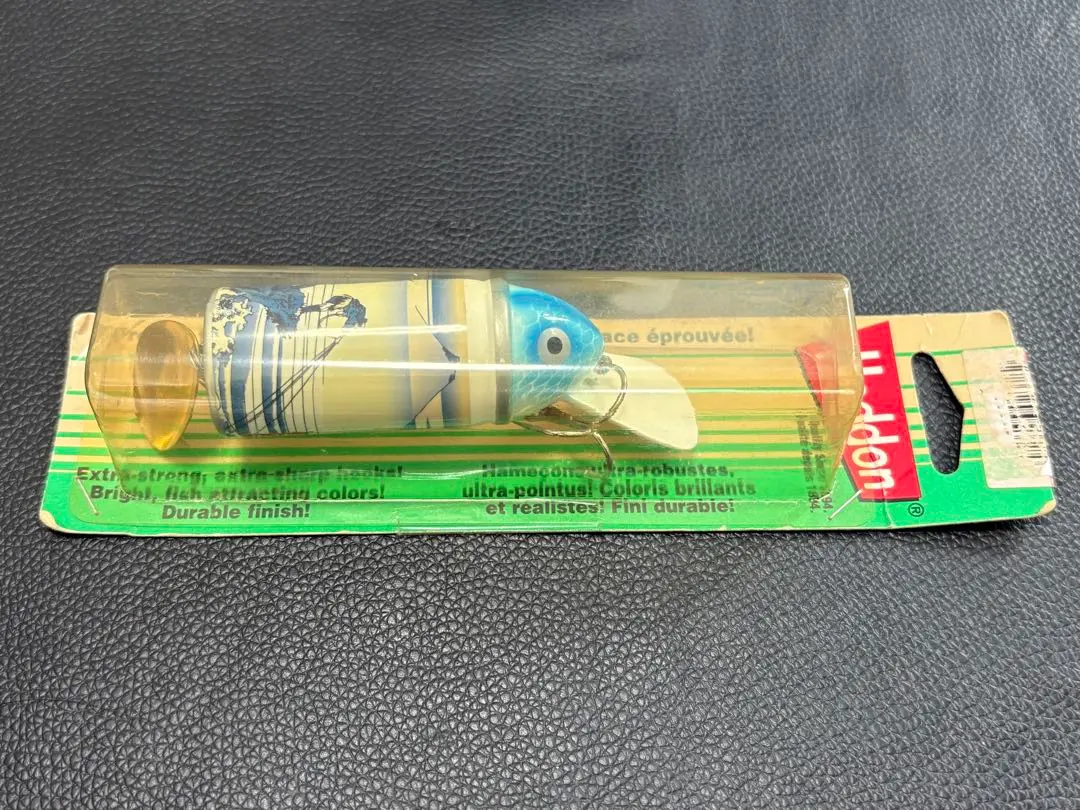 ace éprouvée!
Extra-strong, extra-sharp hooks!
Bright, fish attracting colors!
Durable finish!
Hameçons ultra-robustes,
ultra-pointus! Coloris brillants
et réalistes! Fini durable!
®